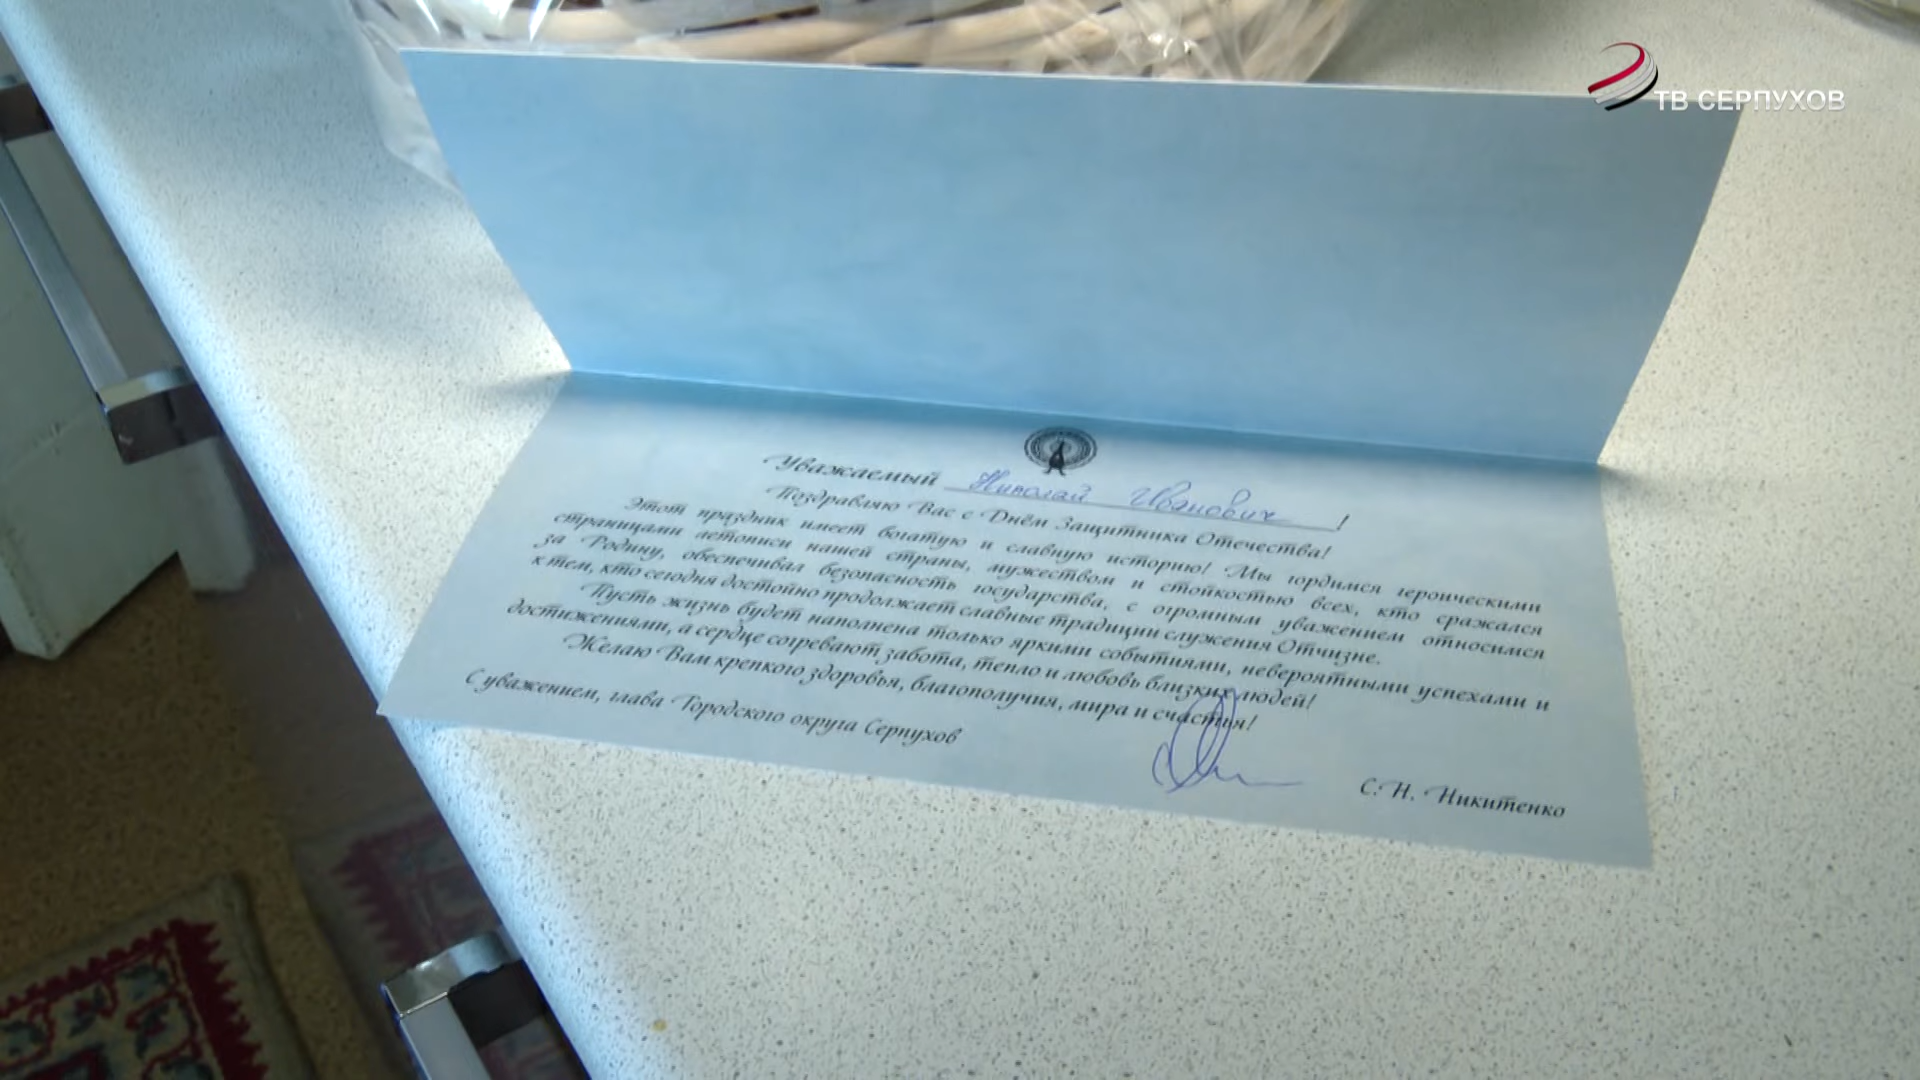 ТВ СЕРПУХОВ
Уважаемый Николай Иванович !
Поздравляю Вас с Днём Защитника Отечества!
Этот праздник имеет богатую и славную историю! Мы гордимся героическими
страницами летописи нашей страны, мужеством и стойкостью всех, кто сражался
за Родину, обеспечивал безопасность государства, с огромным уважением относимся
к тем, кто сегодня достойно продолжает славные традиции служения Отчизне.
Пусть жизнь будет наполнена только яркими событиями, невероятными успехами и
достижениями, а сердце согревают забота, тепло и любовь близких людей!
Желаю Вам крепкого здоровья, благополучия, мира и счастья!
С уважением, глава Городского округа Серпухов
С. Н. Никитенко